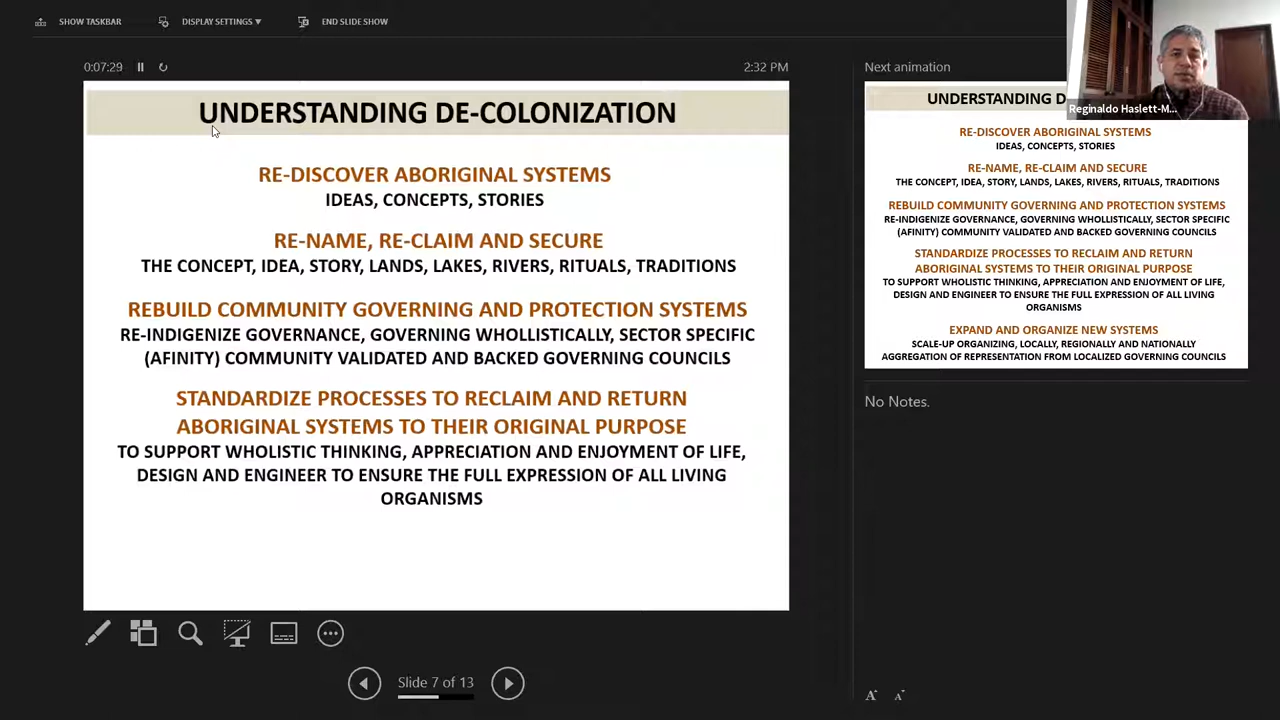 SHOW TASKBAR
DISPLAY SETTINGS
END SLIDE SHOW
0:07:29
2:32 PM
UNDERSTANDING DE-COLONIZATION
RE-DISCOVER ABORIGINAL SYSTEMS
IDEAS, CONCEPTS, STORIES
RE-NAME, RE-CLAIM AND SECURE
THE CONCEPT, IDEA, STORY, LANDS, LAKES, RIVERS, RITUALS, TRADITIONS
REBUILD COMMUNITY GOVERNING AND PROTECTION SYSTEMS
RE-INDIGENIZE GOVERNANCE, GOVERNING WHOLLISTICALLY, SECTOR SPECIFIC
(AFINITY) COMMUNITY VALIDATED AND BACKED GOVERNING COUNCILS
STANDARDIZE PROCESSES TO RECLAIM AND RETURN
ABORIGINAL SYSTEMS TO THEIR ORIGINAL PURPOSE
TO SUPPORT WHOLISTIC THINKING, APPRECIATION AND ENJOYMENT OF LIFE,
DESIGN AND ENGINEER TO ENSURE THE FULL EXPRESSION OF ALL LIVING
ORGANISMS
Slide 7 of 13
Next animation
Reginaldo Haslett-M...
UNDERSTANDING D
RE-DISCOVER ABORIGINAL SYSTEMS
IDEAS, CONCEPTS, STORIES
RE-NAME, RE-CLAIM AND SECURE
THE CONCEPT, IDEA, STORY, LANDS, LAKES, RIVERS, RITUALS, TRADITIONS
REBUILD COMMUNITY GOVERNING AND PROTECTION SYSTEMS
RE-INDIGENIZE GOVERNANCE, GOVERNING WHOLLISTICALLY, SECTOR SPECIFIC
(AFINITY) COMMUNITY VALIDATED AND BACKED GOVERNING COUNCILS
STANDARDIZE PROCESSES TO RECLAIM AND RETURN
ABORIGINAL SYSTEMS TO THEIR ORIGINAL PURPOSE
TO SUPPORT WHOLISTIC THINKING, APPRECIATION AND ENJOYMENT OF LIFE,
DESIGN AND ENGINEER TO ENSURE THE FULL EXPRESSION OF ALL LIVING
ORGANISMS
EXPAND AND ORGANIZE NEW SYSTEMS
SCALE-UP ORGANIZING, LOCALLY, REGIONALLY AND NATIONALLY
AGGREGATION OF REPRESENTATION FROM LOCALIZED GOVERNING COUNCILS
No Notes.
A A